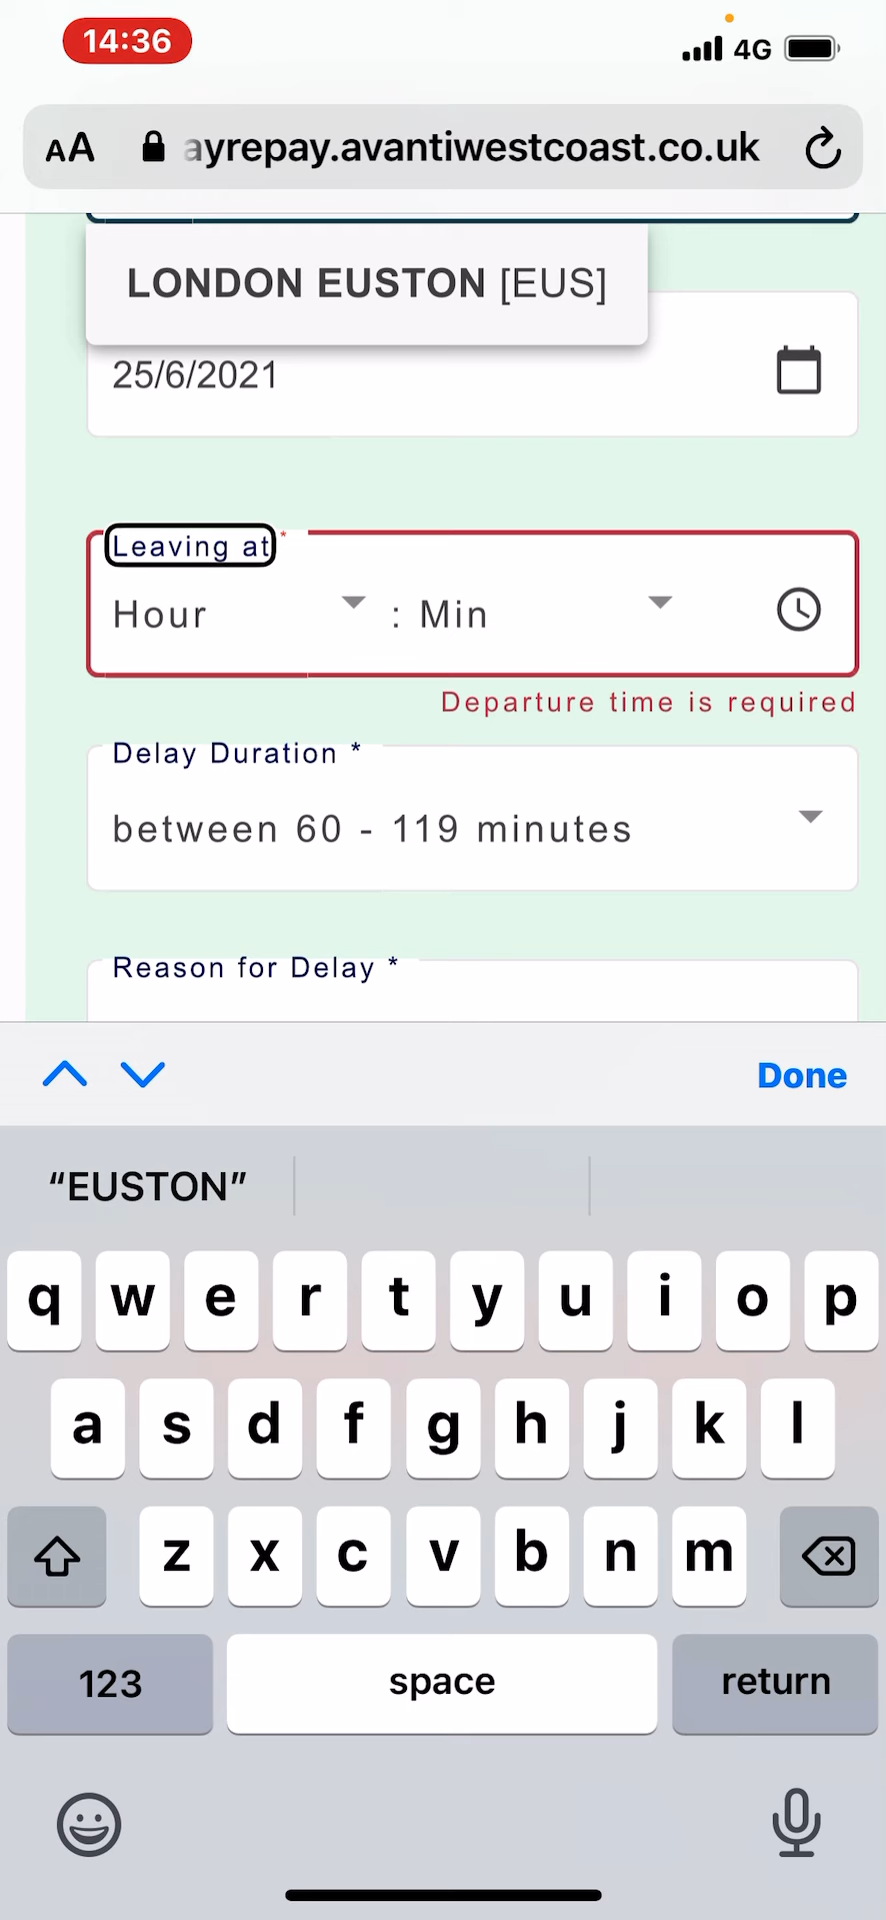 14:36
4G
AA ayrepay.avantiwestcoast.co.uk
LONDON EUSTON [EUS]
25/6/2021
Leaving at *
Hour : Min
Departure time is required
Delay Duration *
between 60 - 119 minutes
Reason for Delay *
Done
“EUSTON”
q w e r t y u i o p
a s d f g h j k l
z x c v b n m
123 space return